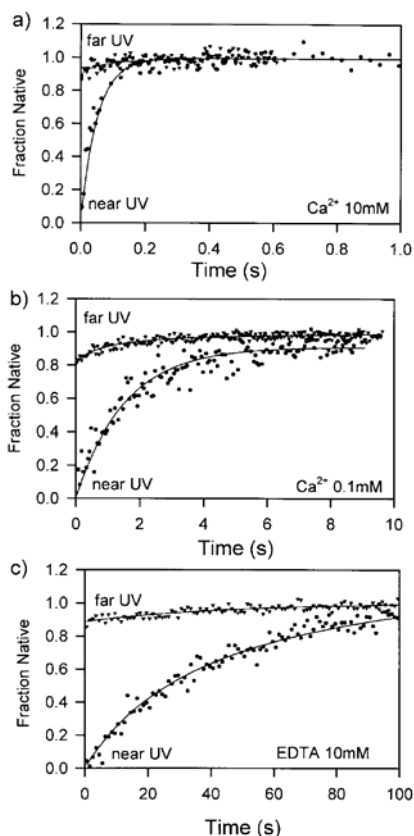 a)
1.2
1.0
0.8
0.6
0.4
0.2
0.0
Fraction Native
far UV
near UV
Ca²⁺ 10mM
0.0 0.2 0.4 0.6 0.8 1.0
Time (s)
b)
1.2
1.0
0.8
0.6
0.4
0.2
0.0
Fraction Native
far UV
near UV
Ca²⁺ 0.1mM
0 2 4 6 8 10
Time (s)
c)
1.2
1.0
0.8
0.6
0.4
0.2
0.0
Fraction Native
far UV
near UV
EDTA 10mM
0 20 40 60 80 100
Time (s)